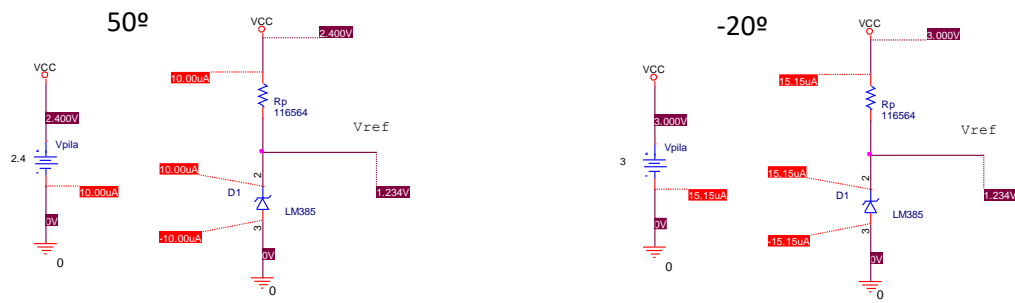 50º
VCC
2.400V
VCC
10.00uA
2.400V
Rp
116564
Vpila
2.4
Vref
10.00uA
10.00uA
2
1.234V
D1
LM385
-10.00uA
3
0V
0V
0
0
-20º
VCC
3.000V
VCC
15.15uA
3.000V
Rp
116564
Vpila
3
Vref
15.15uA
15.15uA
2
1.234V
D1
LM385
-15.15uA
3
0V
0V
0
0